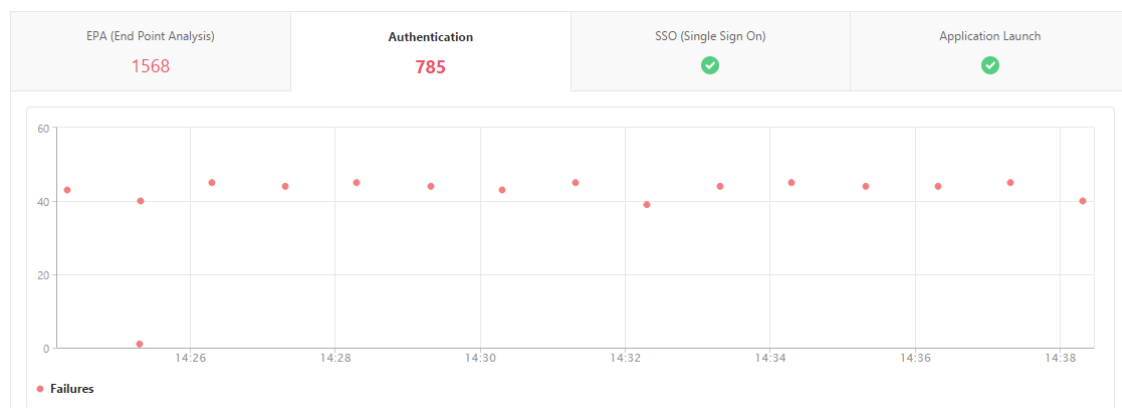 EPA (End Point Analysis)
1568
Authentication
785
SSO (Single Sign On)
Application Launch
60
40
20
0
14:26
14:28
14:30
14:32
14:34
14:36
14:38
Failures